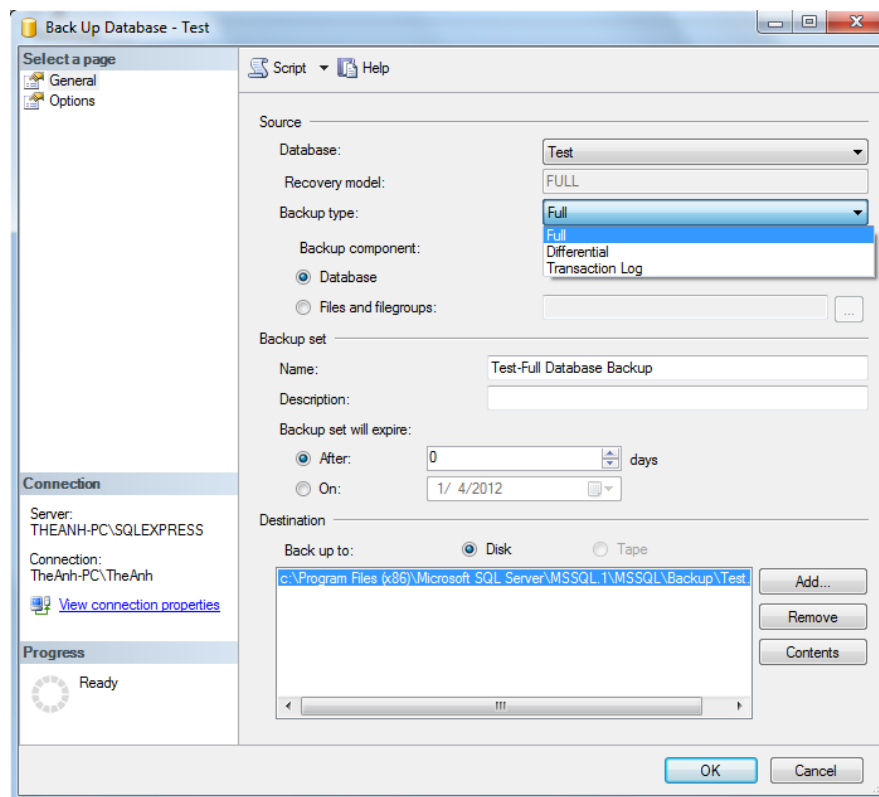 Back Up Database - Test
Select a page
General
Options
Script Help
Source
Database: Test
Recovery model: FULL
Backup type: Full
Full
Differential
Transaction Log
Backup component:
Database
Files and filegroups: ...
Backup set
Name: Test-Full Database Backup
Description:
Backup set will expire:
After: 0 days
On: 1/ 4/2012
Destination
Back up to: Disk Tape
c:\Program Files (x86)\Microsoft SQL Server\MSSQL.1\MSSQL\Backup\Test.
Add...
Remove
Contents
Connection
Server:
THEANH-PC\SQLEXPRESS
Connection:
TheAnh-PC\TheAnh
View connection properties
Progress
Ready
OK Cancel